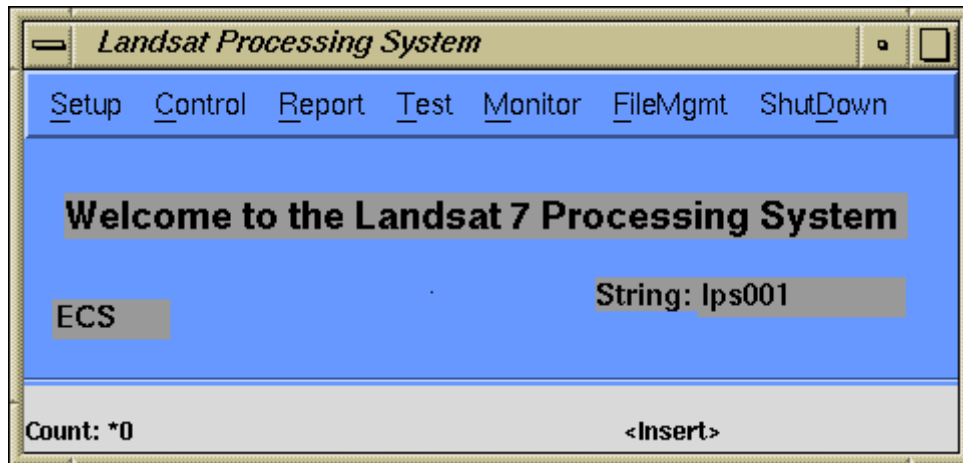 Landsat Processing System
Setup Control Report Test Monitor FileMgmt ShutDown
Welcome to the Landsat 7 Processing System
String: lps001
ECS
Count: *0 <Insert>